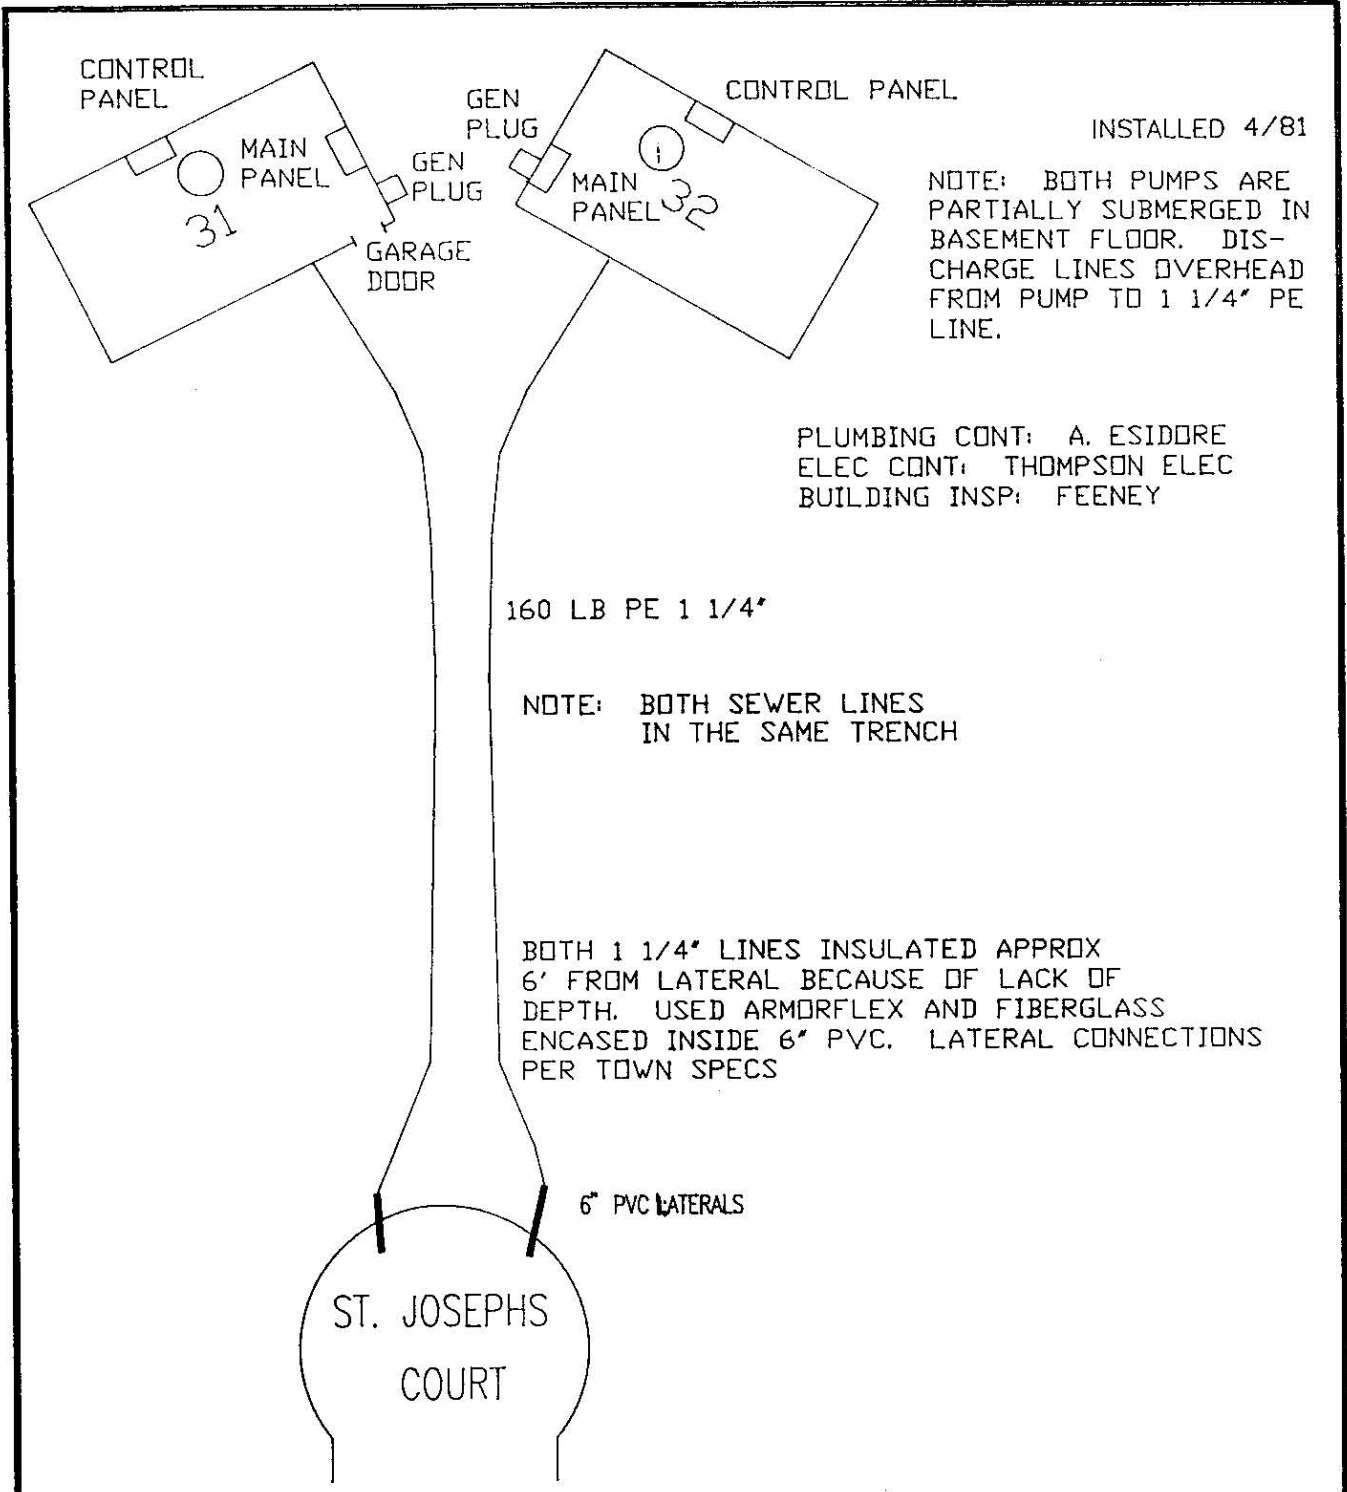 CONTROL
PANEL
MAIN
PANEL
31
GEN
PLUG
GARAGE
DOOR
GEN
PLUG
CONTROL PANEL
MAIN
PANEL
32
INSTALLED 4/81
NOTE: BOTH PUMPS ARE
PARTIALLY SUBMERGED IN
BASEMENT FLOOR. DIS-
CHARGE LINES OVERHEAD
FROM PUMP TO 1 1/4" PE
LINE.
PLUMBING CONT: A. ESIDORE
ELEC CONT: THOMPSON ELEC
BUILDING INSP: FEENEY
160 LB PE 1 1/4"
NOTE: BOTH SEWER LINES
IN THE SAME TRENCH
BOTH 1 1/4" LINES INSULATED APPROX
6' FROM LATERAL BECAUSE OF LACK OF
DEPTH. USED ARMORFLEX AND FIBERGLASS
ENCASED INSIDE 6" PVC. LATERAL CONNECTIONS
PER TOWN SPECS
6" PVC LATERALS
ST. JOSEPHS
COURT